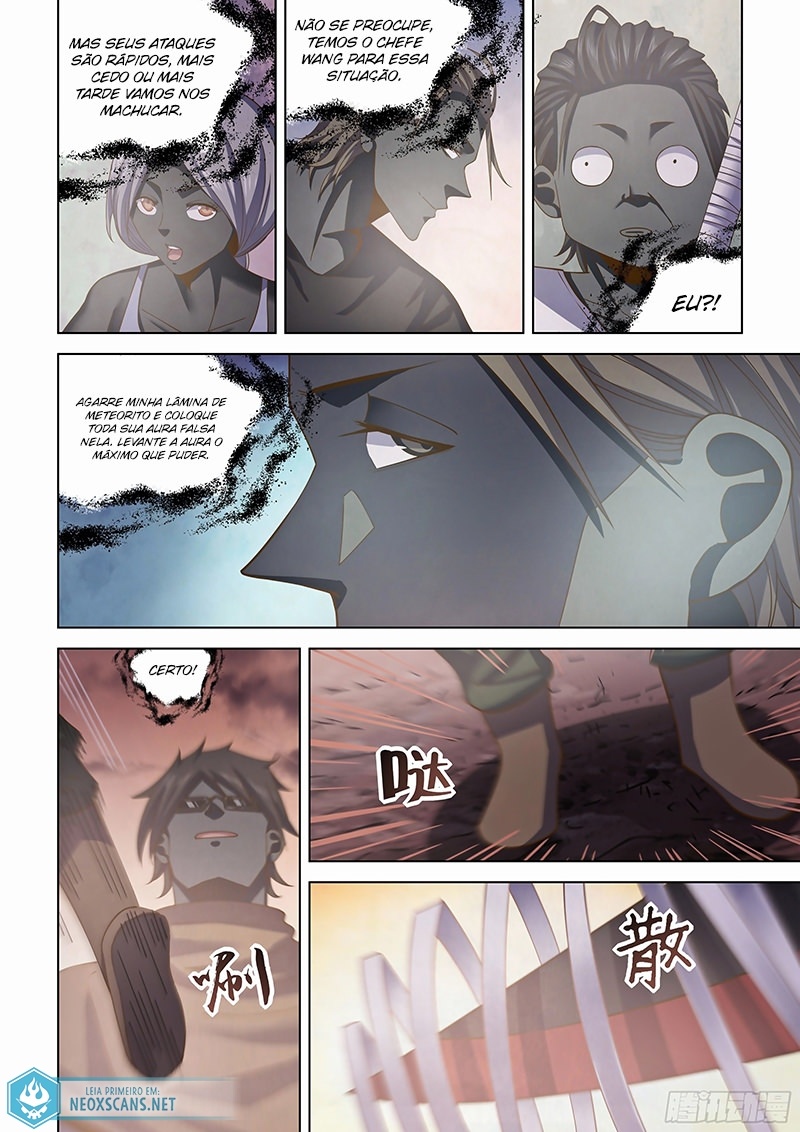 MAS SEUS ATAQUES
SÃO RÁPIDOS, MAIS
CEDO OU MAIS
TARDE VAMOS NOS
MACHUCAR.
NÃO SE PREOCUPE,
TEMOS O CHEFE
WANG PARA ESSA
SITUAÇÃO.
EU?!
AGARRE MINHA LÂMINA DE
METEORITO E COLOQUE
TODA SUA AURA FALSA
NELA. LEVANTE A AURA O
MÁXIMO QUE PUDER.
CERTO!
哒
唰
散
LEIA PRIMEIRO EM:
NEOXSCANS.NET
腾讯动漫